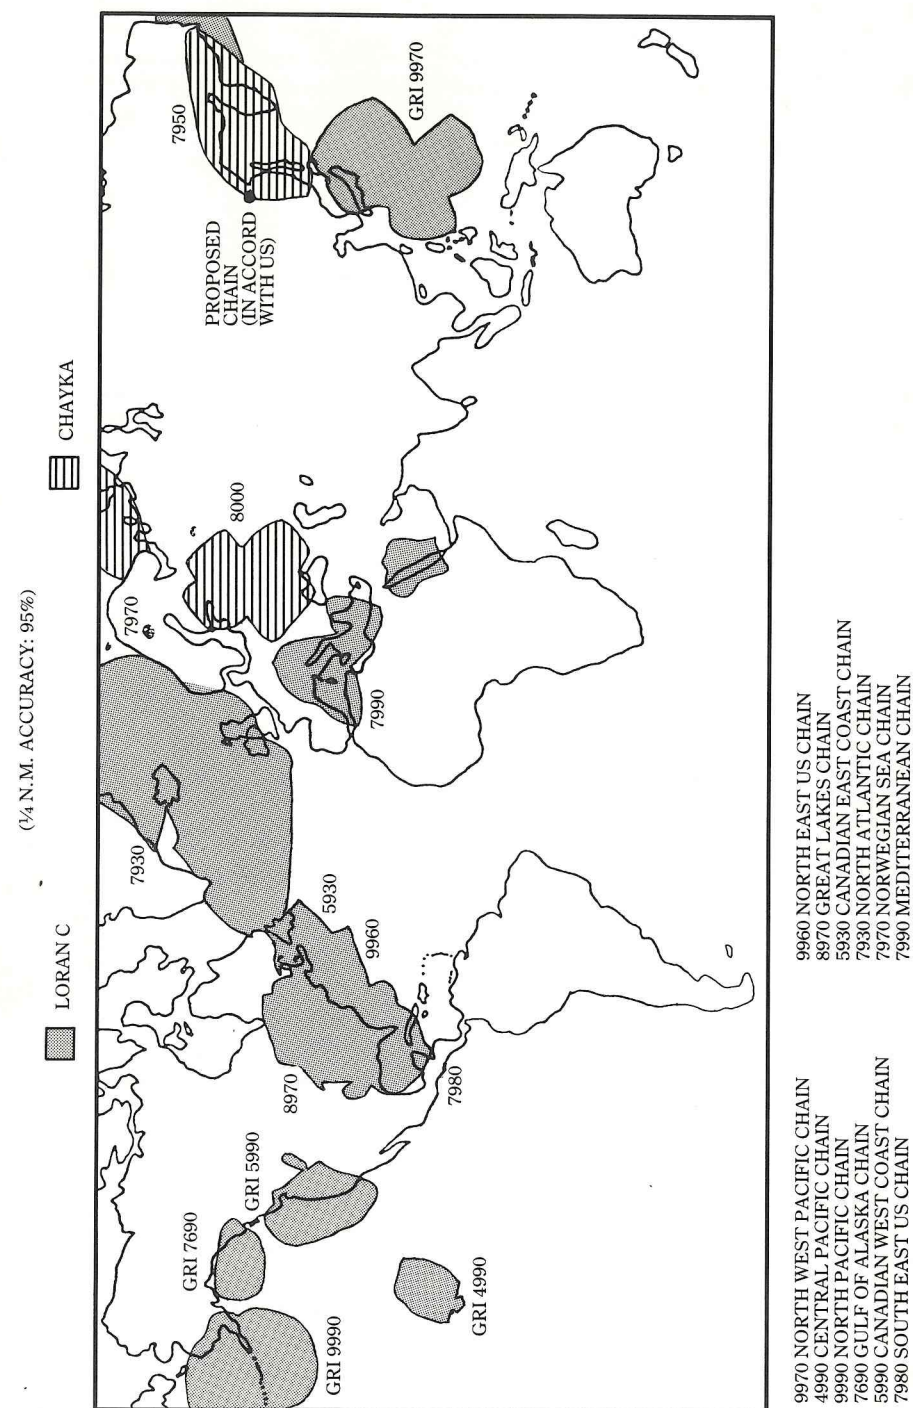 (¼ N.M. ACCURACY: 95%)
LORAN C
CHAYKA
GRI 9990
GRI 7690
GRI 5990
GRI 4990
8970
7980
9960
5930
7930
7970
7990
8000
PROPOSED
CHAIN
(IN ACCORD
WITH US)
7950
GRI 9970
9970 NORTH WEST PACIFIC CHAIN
4990 CENTRAL PACIFIC CHAIN
9990 NORTH PACIFIC CHAIN
7690 GULF OF ALASKA CHAIN
5990 CANADIAN WEST COAST CHAIN
7980 SOUTH EAST US CHAIN
9960 NORTH EAST US CHAIN
8970 GREAT LAKES CHAIN
5930 CANADIAN EAST COAST CHAIN
7930 NORTH ATLANTIC CHAIN
7970 NORWEGIAN SEA CHAIN
7990 MEDITERRANEAN CHAIN